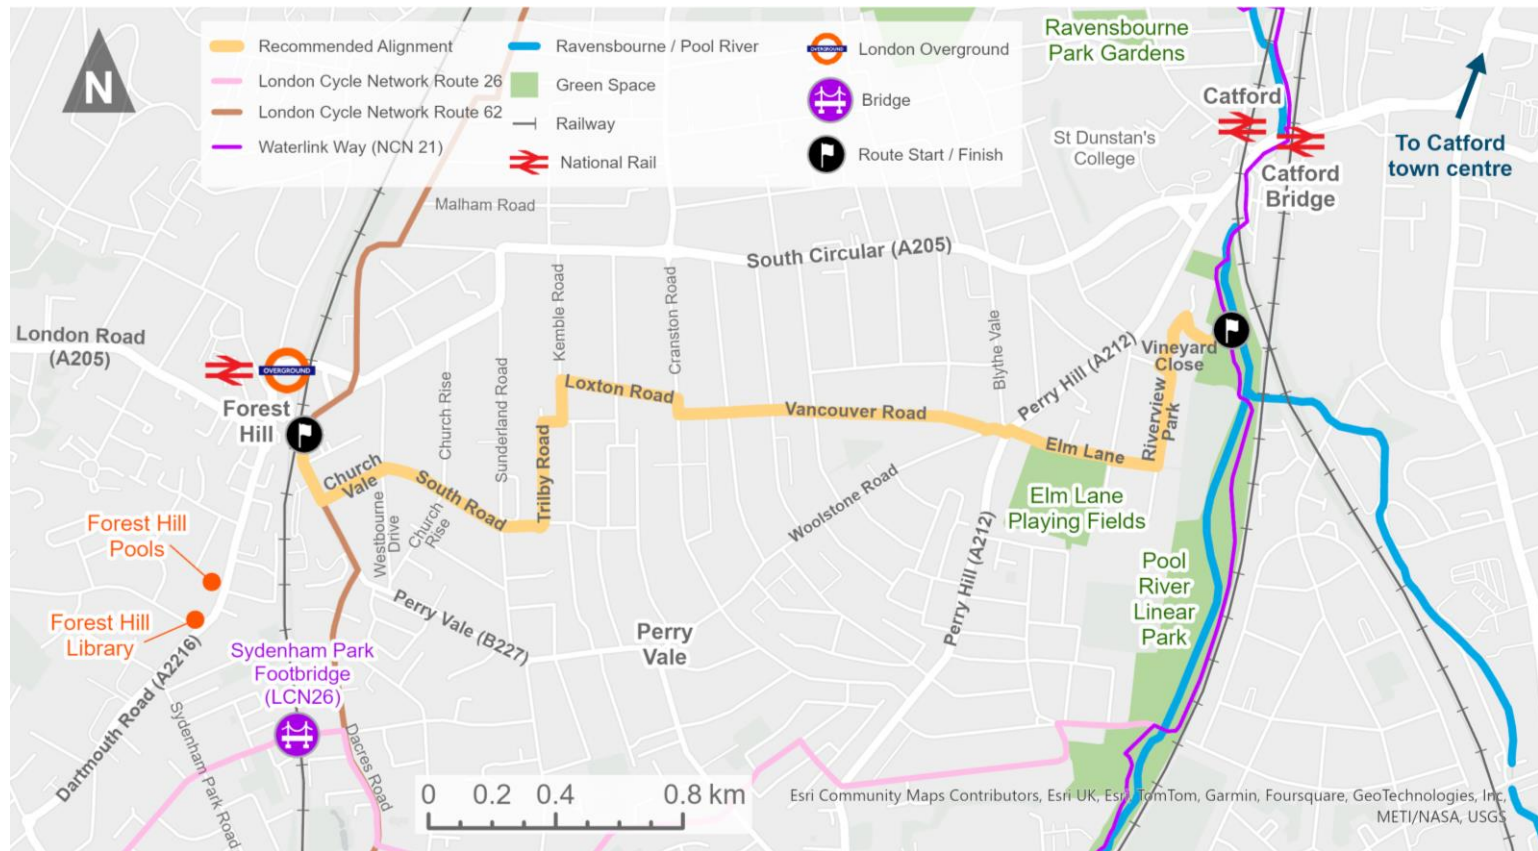 N
Recommended Alignment
London Cycle Network Route 26
London Cycle Network Route 62
Waterlink Way (NCN 21)
Ravensbourne / Pool River
Green Space
Railway
National Rail
OVERGROUND
London Overground
Bridge
Route Start / Finish
Ravensbourne
Park Gardens
Catford
St Dunstan's
College
Catford
Bridge
To Catford
town centre
Malham Road
South Circular (A205)
London Road
(A205)
OVERGROUND
Forest
Hill
Church Rise
Sunderland Road
Kemble Road
Cranston Road
Blythe Vale
Perry Hill (A212)
Vineyard
Close
Riverview
Park
Loxton Road
Vancouver Road
Elm Lane
Church
Vale
South Road
Trilby Road
Westbourne
Drive
Church
Rise
Woolstone Road
Elm Lane
Playing Fields
Forest Hill
Pools
Forest Hill
Library
Perry Vale (B227)
Perry
Vale
Perry Hill (A212)
Pool
River
Linear
Park
Sydenham Park
Footbridge
(LCN26)
Dartmouth Road (A2216)
Sydenham Park Road
Dacres Road
0 0.2 0.4 0.8 km
Esri Community Maps Contributors, Esri UK, Esri, TomTom, Garmin, Foursquare, GeoTechnologies, Inc,
METI/NASA, USGS